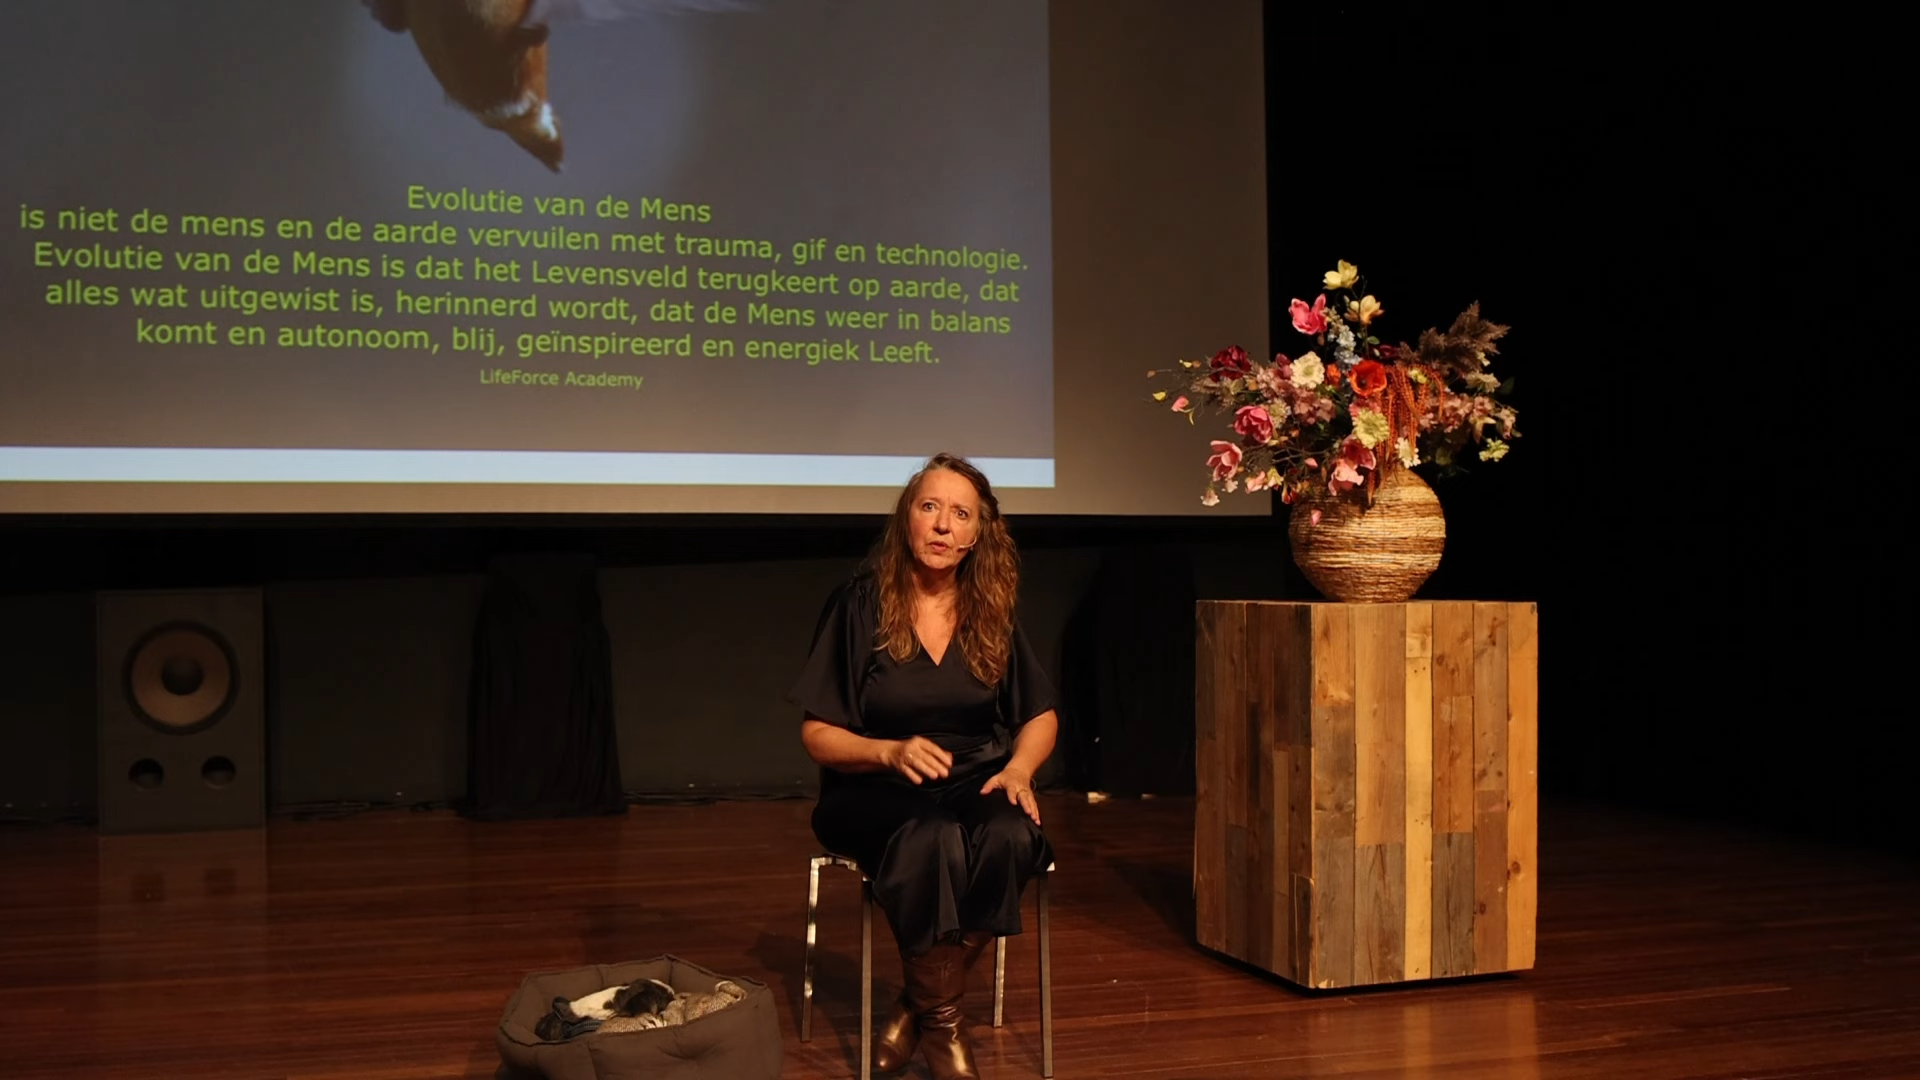 Evolutie van de Mens
is niet de mens en de aarde vervuilen met trauma, gif en technologie.
Evolutie van de Mens is dat het Levensveld terugkeert op aarde, dat
alles wat uitgewist is, herinnerd wordt, dat de Mens weer in balans
komt en autonoom, blij, geïnspireerd en energiek Leeft.
LifeForce Academy